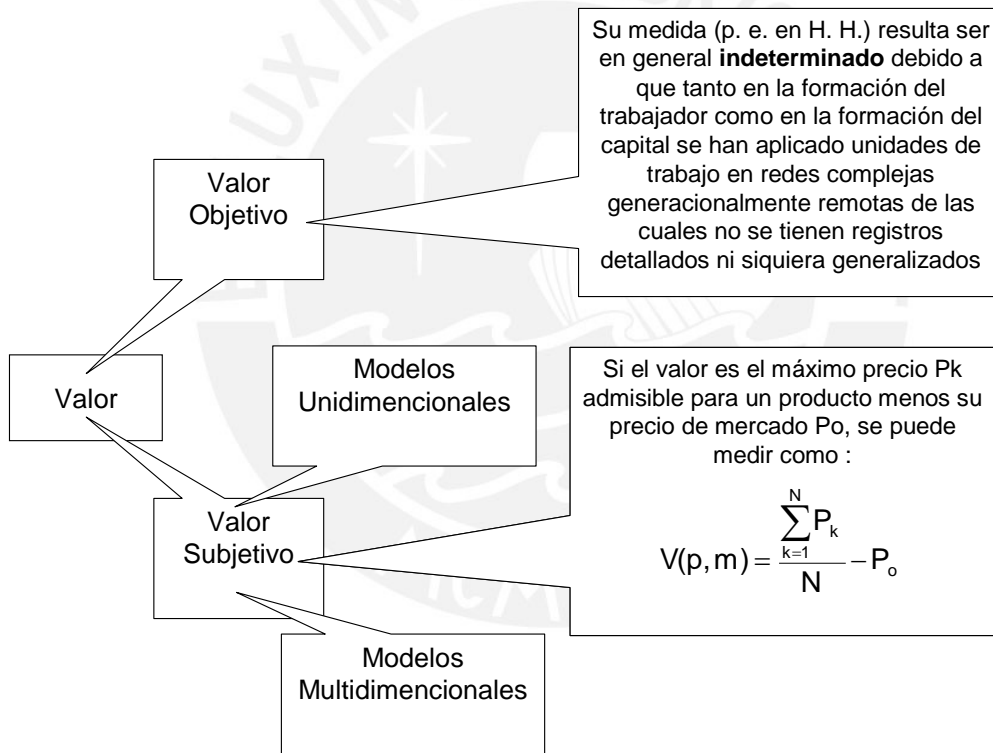 Su medida (p. e. en H. H.) resulta ser
en general indeterminado debido a
que tanto en la formación del
trabajador como en la formación del
capital se han aplicado unidades de
trabajo en redes complejas
generacionalmente remotas de las
cuales no se tienen registros
detallados ni siquiera generalizados
Valor
Objetivo
Valor
Modelos
Unidimencionales
Si el valor es el máximo precio Pk
admisible para un producto menos su
precio de mercado Po, se puede
medir como :
V(p,m) = \frac{\sum_{k=1}^{N} P_k}{N} - P_o
Valor
Subjetivo
Modelos
Multidimencionales